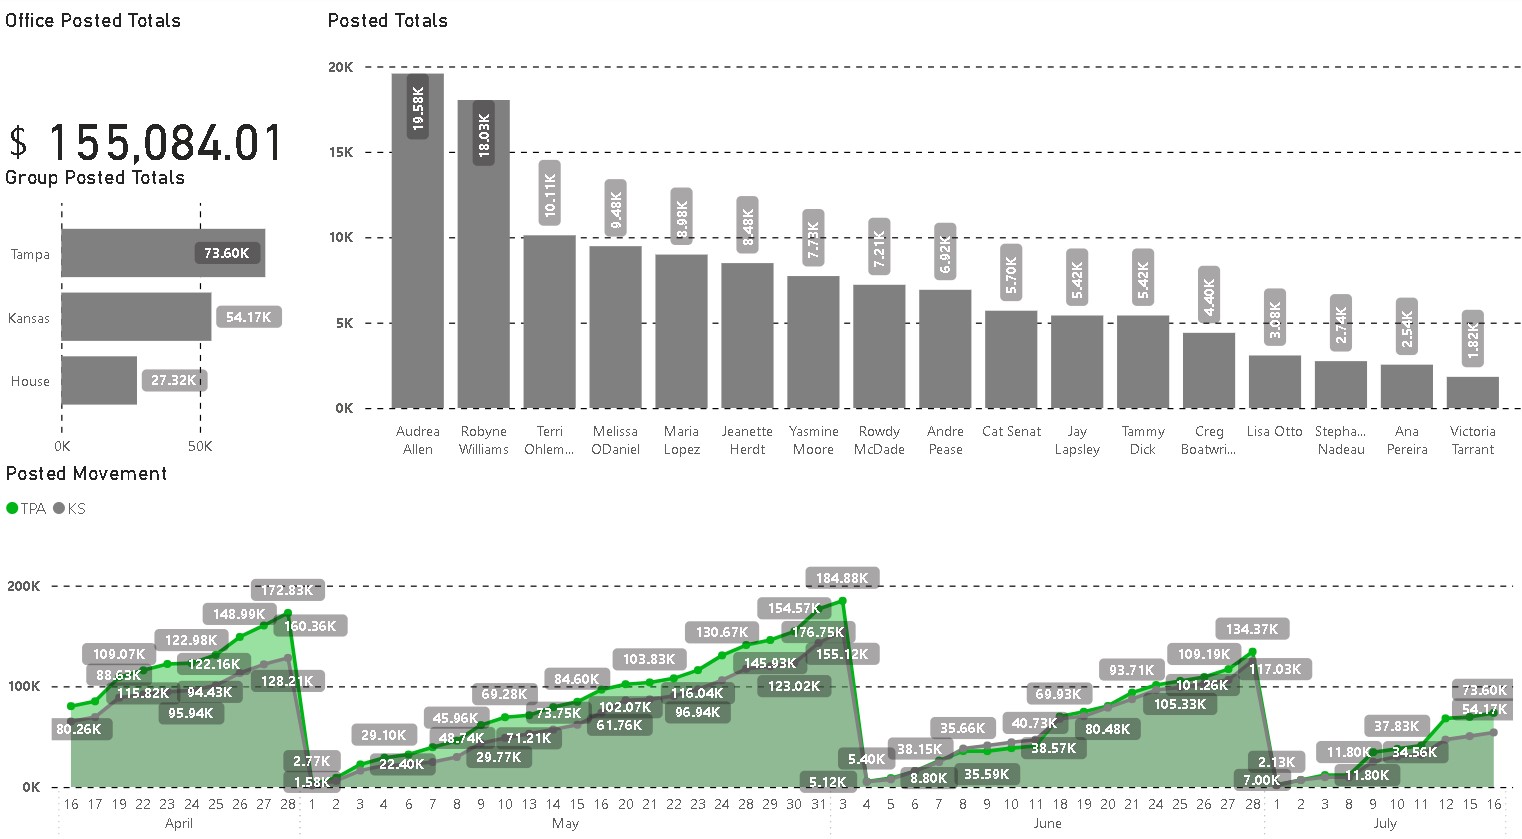 Office Posted Totals
$ 155,084.01
Group Posted Totals
Tampa
73.60K
Kansas
54.17K
House
27.32K
0K
50K
Posted Totals
20K
15K
10K
5K
0K
19.58K
18.03K
10.11K
9.48K
8.98K
8.48K
7.73K
7.21K
6.92K
5.70K
5.42K
5.42K
4.40K
3.08K
2.74K
2.54K
1.82K
Audrea
Allen
Robyne
Williams
Terri
Ohlem...
Melissa
ODaniel
Maria
Lopez
Jeanette
Herdt
Yasmine
Moore
Rowdy
McDade
Andre
Pease
Cat Senat
Jay
Lapsley
Tammy
Dick
Creg
Boatwri...
Lisa Otto
Stepha...
Nadeau
Ana
Pereira
Victoria
Tarrant
Posted Movement
TPA KS
200K
100K
0K
80.26K
109.07K
88.63K
115.82K
122.98K
122.16K
94.43K
95.94K
148.99K
172.83K
160.36K
128.21K
2.77K
1.58K
29.10K
22.40K
45.96K
48.74K
69.28K
29.77K
71.21K
73.75K
84.60K
61.76K
102.07K
103.83K
116.04K
96.94K
130.67K
145.93K
123.02K
154.57K
176.75K
184.88K
155.12K
5.12K
5.40K
38.15K
8.80K
35.66K
35.59K
40.73K
38.57K
69.93K
80.48K
93.71K
105.33K
109.19K
101.26K
134.37K
117.03K
2.13K
7.00K
11.80K
11.80K
37.83K
34.56K
73.60K
54.17K
16 17 19 22 23 24 25 26 27 28 1 2 3 4 6 7 8 9 10 13 14 15 16 20 21 22 23 24 28 29 30 31 3 4 5 6 7 8 9 10 11 18 19 20 21 24 25 26 27 28 1 2 3 8 9 10 11 12 15 16
April
May
June
July